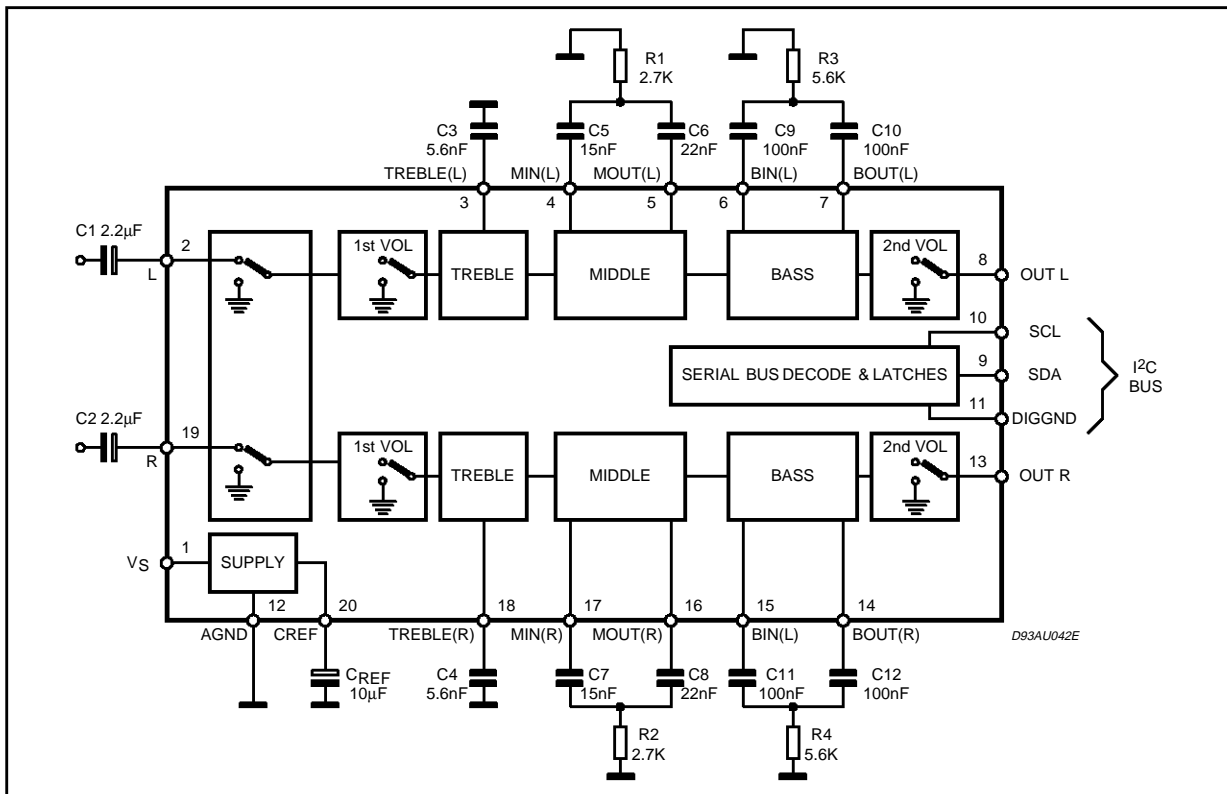 R1
2.7K
R3
5.6K
C3
5.6nF
C5
15nF
C6
22nF
C9
100nF
C10
100nF
TREBLE(L)
MIN(L)
MOUT(L)
BIN(L)
BOUT(L)
3
4
5
6
7
C1 2.2μF
2
L
1st VOL
TREBLE
MIDDLE
BASS
2nd VOL
8
OUT L
10
SCL
SERIAL BUS DECODE & LATCHES
9
SDA
I2C
BUS
11
DIGGND
C2 2.2μF
19
R
1st VOL
TREBLE
MIDDLE
BASS
2nd VOL
13
OUT R
VS
1
SUPPLY
12
20
18
17
16
15
14
AGND
CREF
TREBLE(R)
MIN(R)
MOUT(R)
BIN(L)
BOUT(R)
D93AU042E
CREF
10μF
C4
5.6nF
C7
15nF
C8
22nF
C11
100nF
C12
100nF
R2
2.7K
R4
5.6K